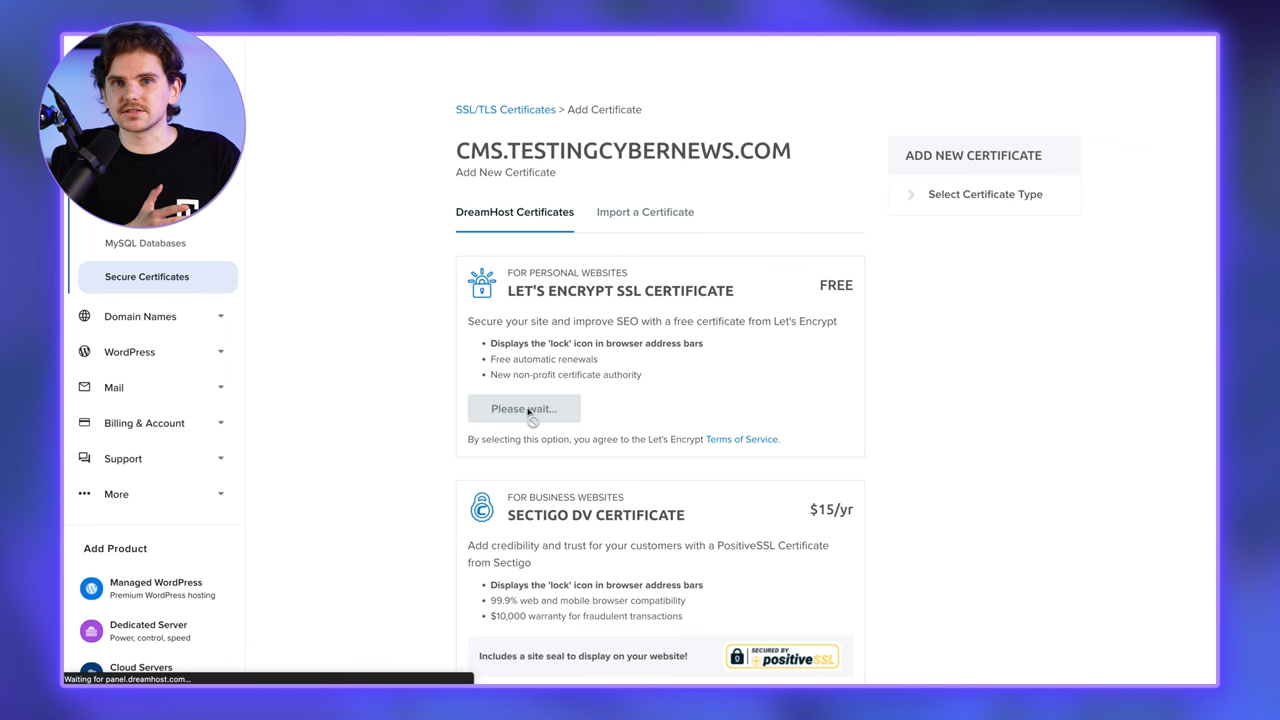 MySQL Databases
Secure Certificates
Domain Names
WordPress
Mail
Billing & Account
Support
More
Add Product
Managed WordPress
Premium WordPress hosting
Dedicated Server
Power, control, speed
Cloud Servers
Waiting for panel.dreamhost.com...
SSL/TLS Certificates > Add Certificate
CMS.TESTINGCYBERNEWS.COM
Add New Certificate
DreamHost Certificates
Import a Certificate
FOR PERSONAL WEBSITES
LET'S ENCRYPT SSL CERTIFICATE
FREE
Secure your site and improve SEO with a free certificate from Let's Encrypt
• Displays the 'lock' icon in browser address bars
• Free automatic renewals
• New non-profit certificate authority
Please wait...
By selecting this option, you agree to the Let's Encrypt Terms of Service.
FOR BUSINESS WEBSITES
SECTIGO DV CERTIFICATE
$15/yr
Add credibility and trust for your customers with a PositiveSSL Certificate
from Sectigo
• Displays the 'lock' icon in browser address bars
• 99.9% web and mobile browser compatibility
• $10,000 warranty for fraudulent transactions
Includes a site seal to display on your website!
SECURED BY
positiveSSL
ADD NEW CERTIFICATE
Select Certificate Type